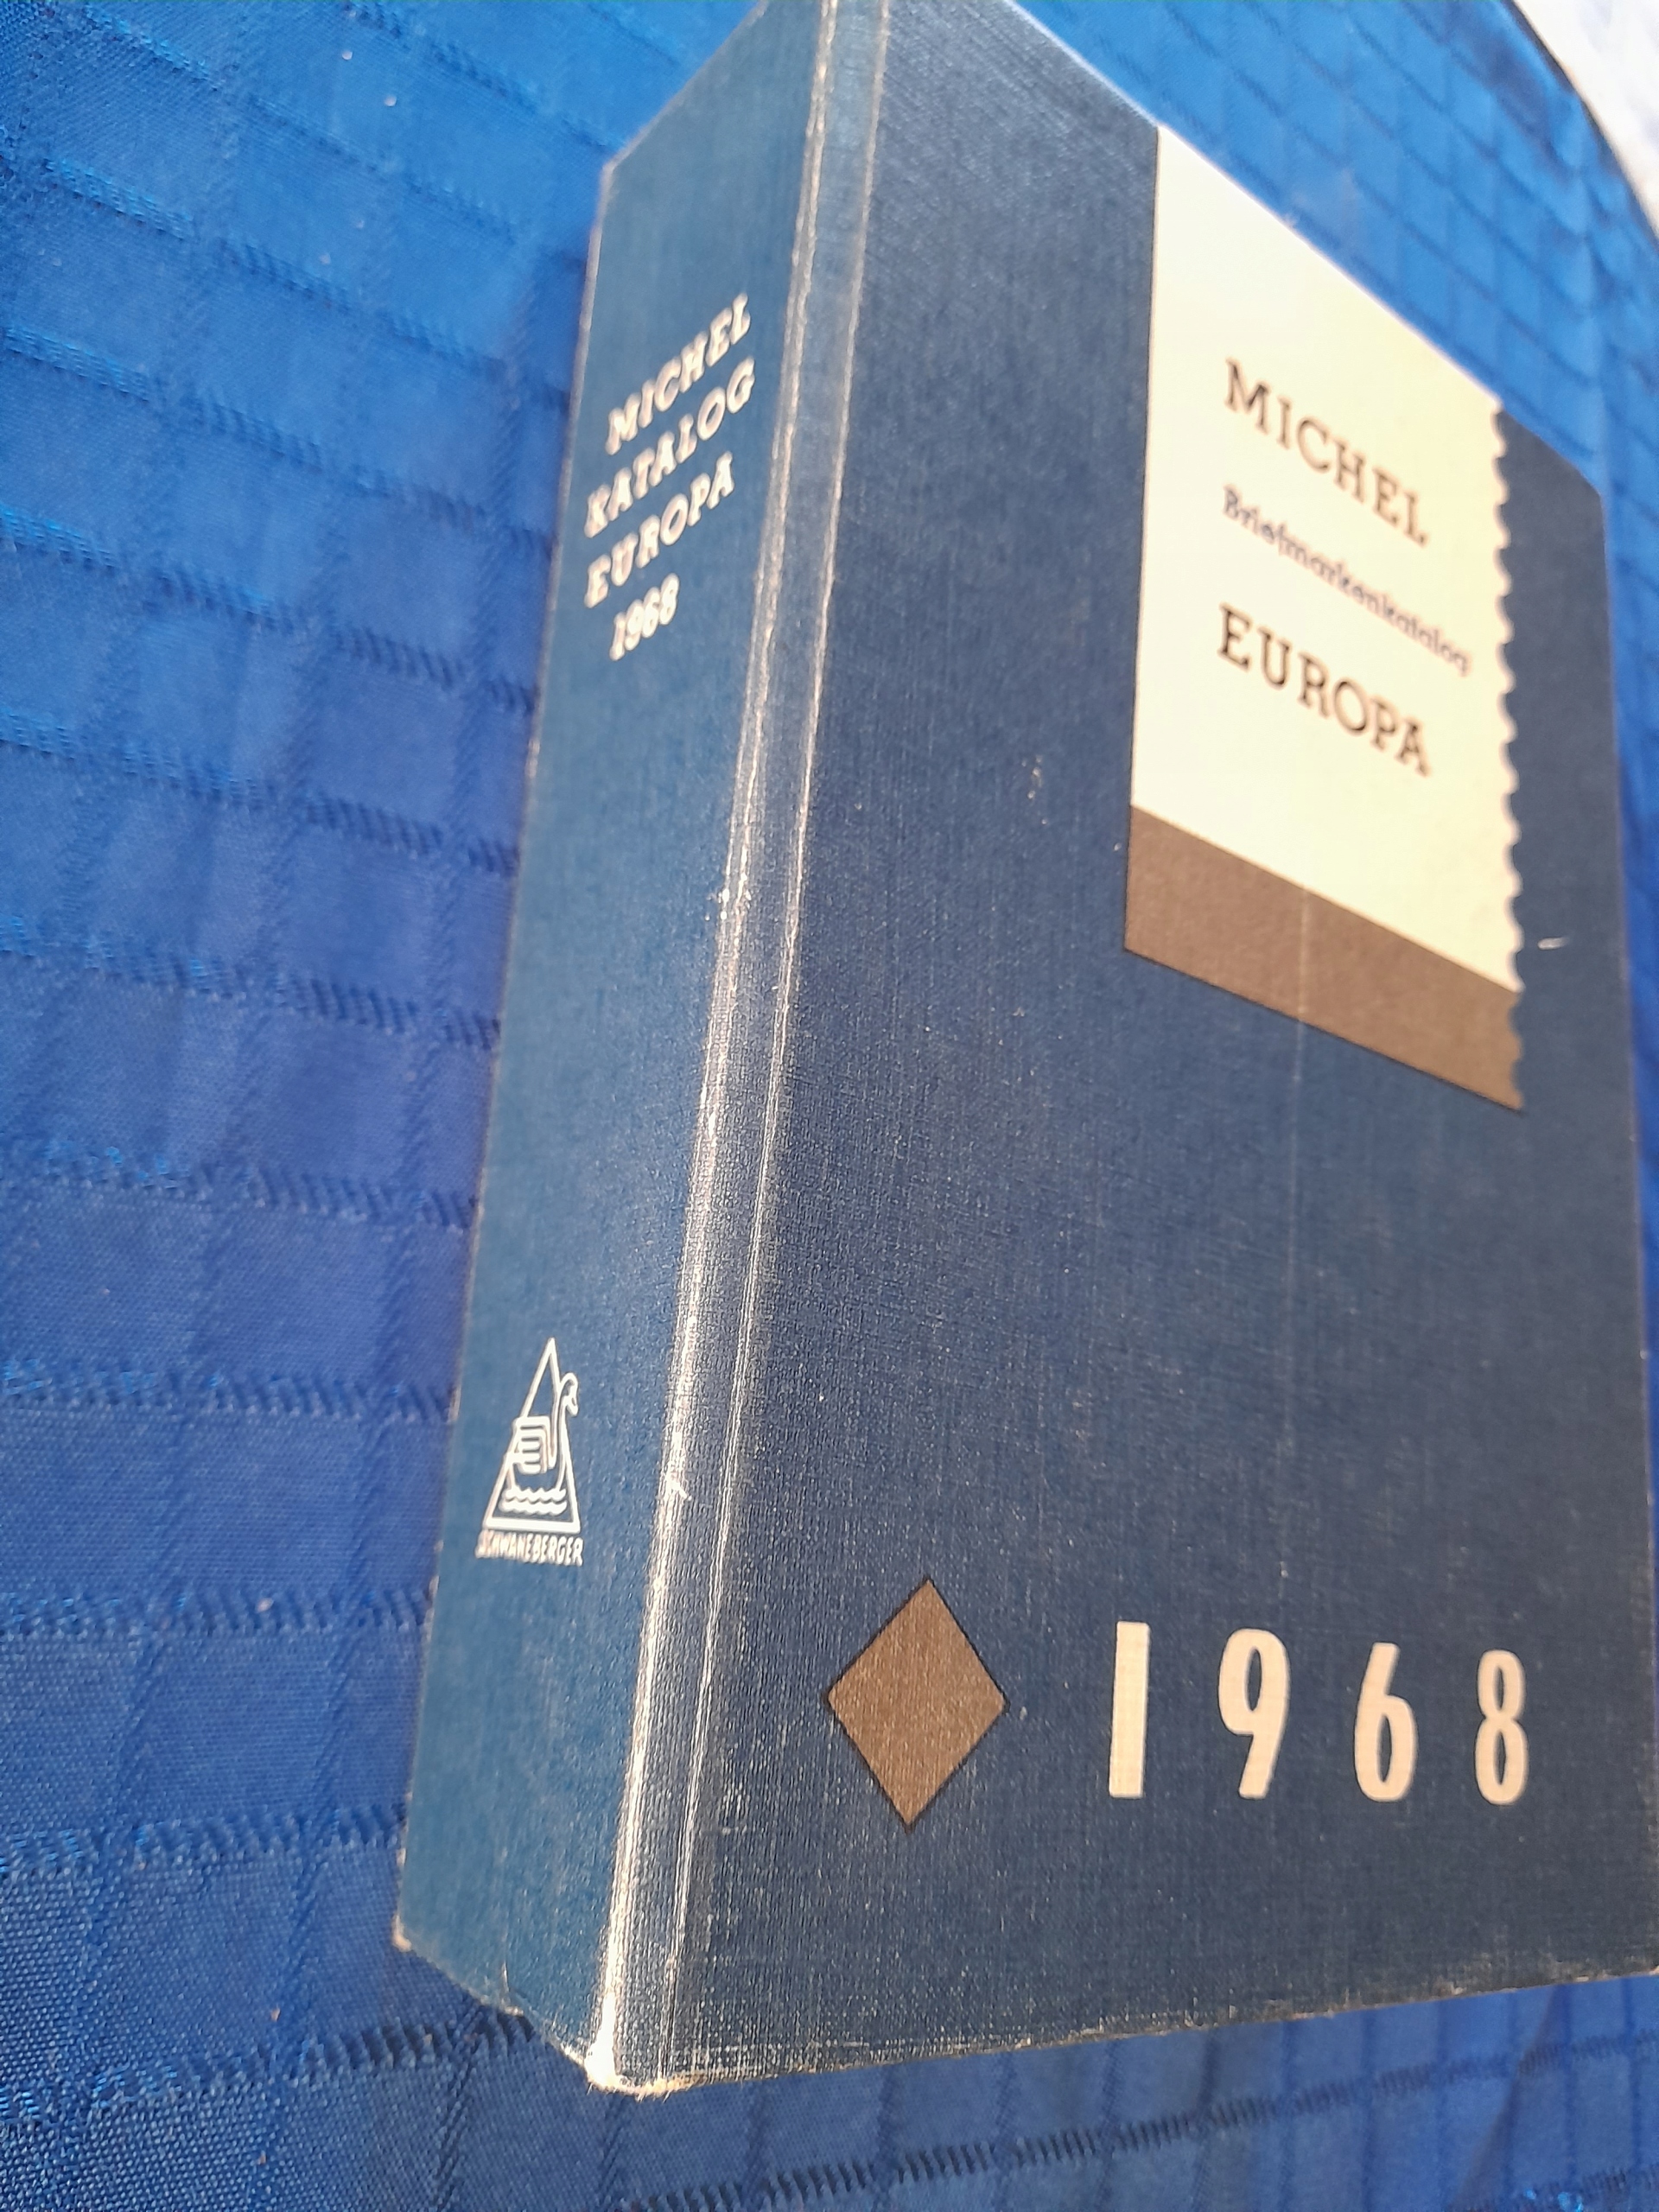 MICHEL
KATALOG
EUROPA
1968
SCHWANEBERGER
MICHEL
Briefmarkenkatalog
EUROPA
1968